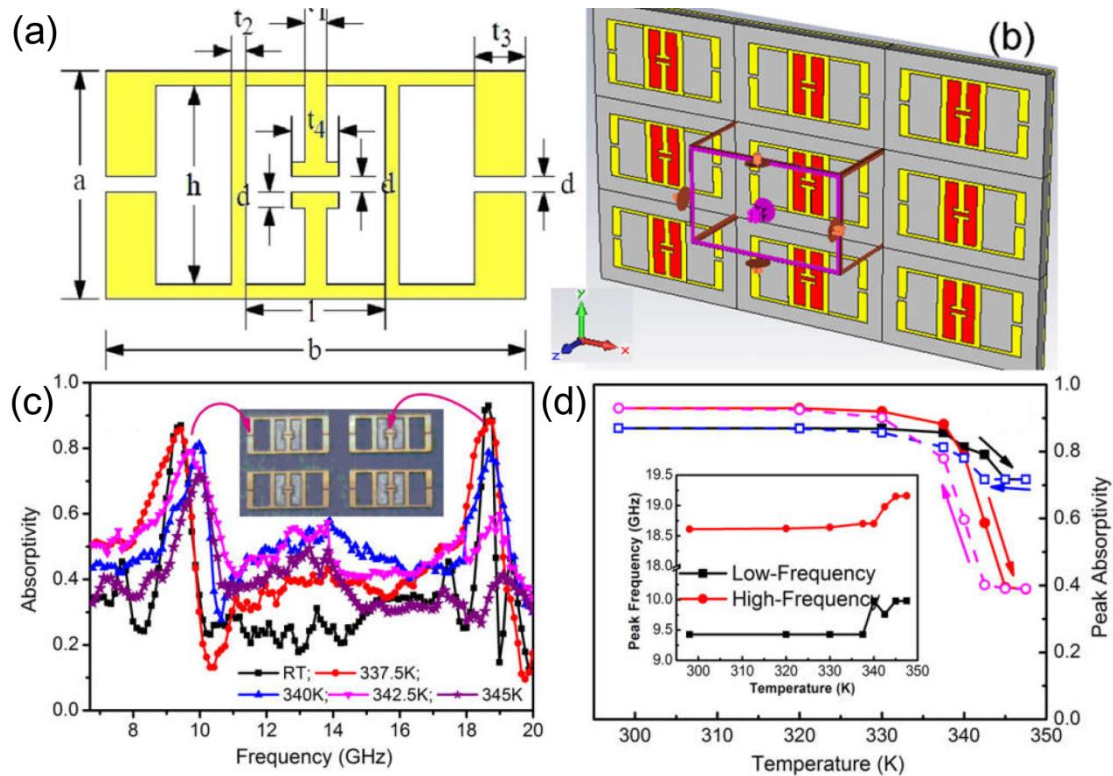 (a)
t1
t2
t3
t4
a
h
d
d
d
l
b
(b)
Y
X
Z
(c)
1.0
0.8
0.6
0.4
0.2
0.0
Absorptivity
RT; 337.5K;
340K; 342.5K; 345K
8 10 12 14 16 18 20
Frequency (GHz)
(d)
1.0
0.8
0.6
0.4
0.2
0.0
Peak Absorptivity
19.5
19.0
18.5
18.0
10.0
9.5
9.0
Peak Frequency (GHz)
Low-Frequency
High-Frequency
300 310 320 330 340 350
Temperature (K)
300 310 320 330 340 350
Temperature (K)